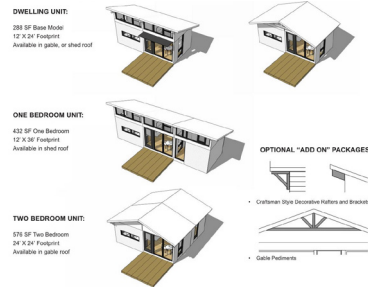 DWELLING UNIT:
288 SF Base Model
12' X 24' Footprint
Available in gable, or shed roof
ONE BEDROOM UNIT:
432 SF One Bedroom
12' X 36' Footprint
Available in shed roof
OPTIONAL "ADD ON" PACKAGES
• Craftsman Style Decorative Rafters and Brackets
TWO BEDROOM UNIT:
576 SF Two Bedroom
24' X 24' Footprint
Available in gable roof
• Gable Pediments